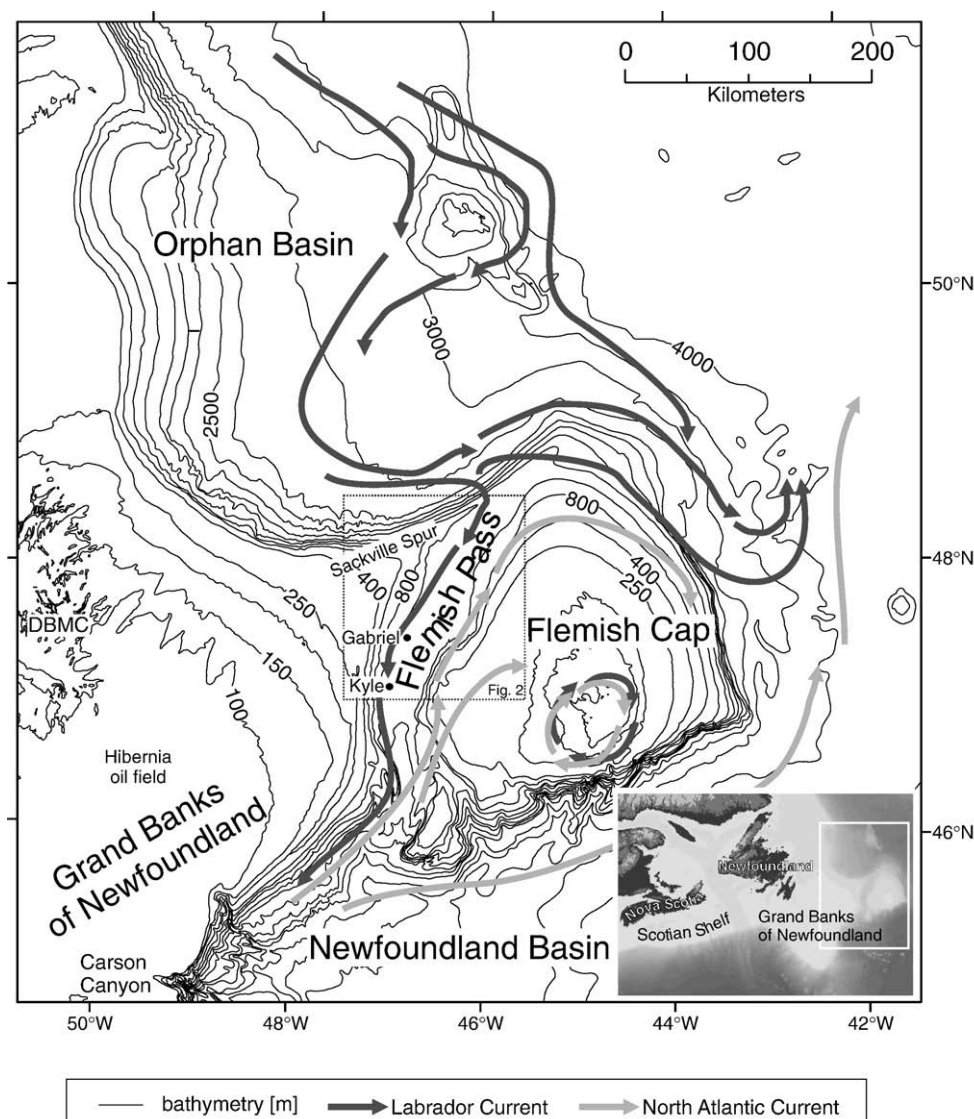 0 100 200
Kilometers
Orphan Basin
50°N
3000
4000
2500
800
48°N
Sackville Spur
400
800
Flemish Pass
400
250
250
DBMC
Gabriel
Flemish Cap
150
Kyle
Fig. 2
100
Hibernia
oil field
46°N
Grand Banks
of Newfoundland
Newfoundland
Nova Scotia
Scotian Shelf
Grand Banks
of Newfoundland
Newfoundland Basin
Carson
Canyon
50°W 48°W 46°W 44°W 42°W
bathymetry [m] Labrador Current North Atlantic Current